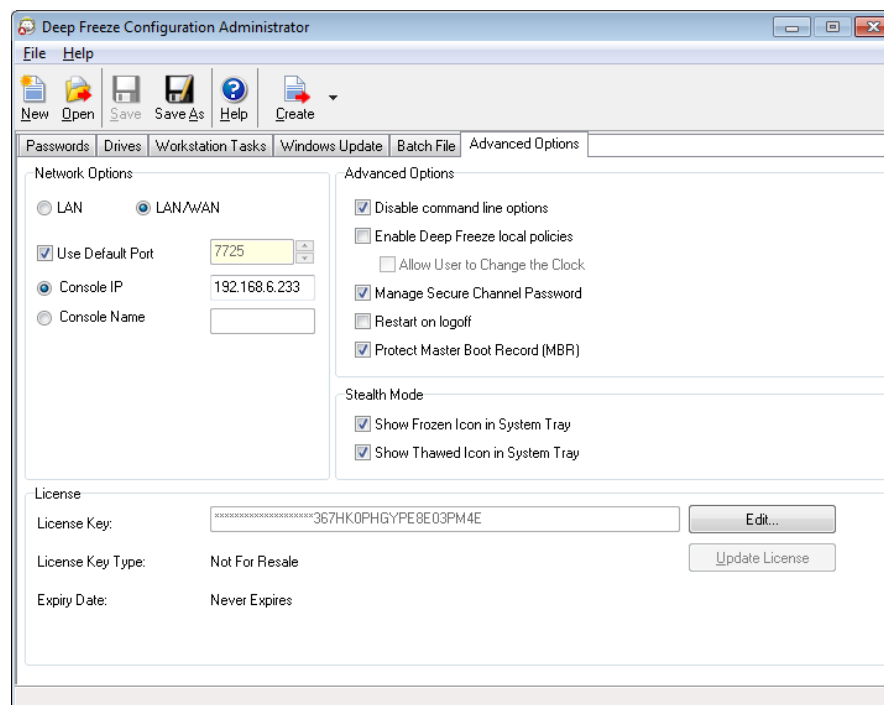 Deep Freeze Configuration Administrator
File Help
New Open Save Save As Help Create
Passwords Drives Workstation Tasks Windows Update Batch File Advanced Options
Network Options
LAN LAN/WAN
Use Default Port 7725
Console IP 192.168.6.233
Console Name
Advanced Options
Disable command line options
Enable Deep Freeze local policies
Allow User to Change the Clock
Manage Secure Channel Password
Restart on logoff
Protect Master Boot Record (MBR)
Stealth Mode
Show Frozen Icon in System Tray
Show Thawed Icon in System Tray
License
License Key: ********************367HK0PHGYPE8E03PM4E Edit...
License Key Type: Not For Resale Update License
Expiry Date: Never Expires